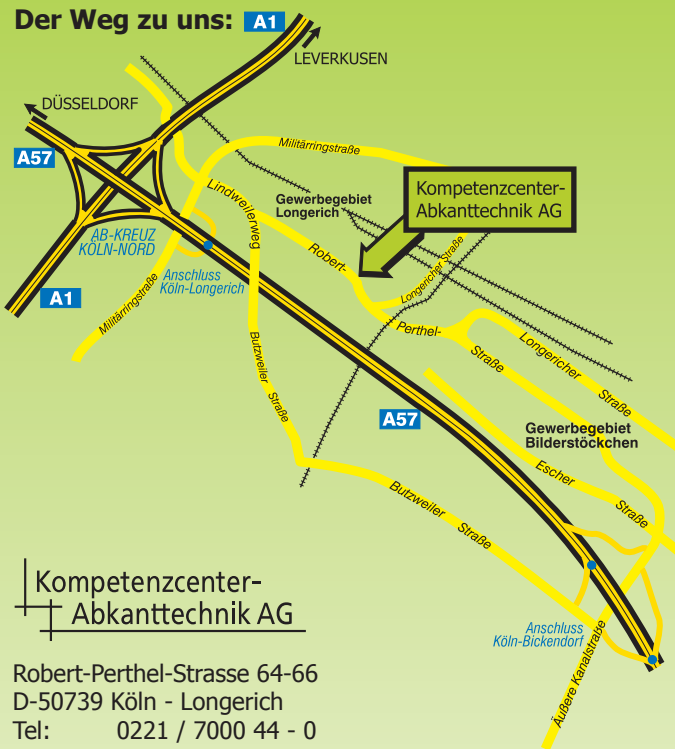 Der Weg zu uns: A1
LEVERKUSEN
DÜSSELDORF
A57
Militärringstraße
Lindweilerweg
Gewerbegebiet
Longerich
Kompetenzcenter-
Abkanttechnik AG
AB-KREUZ
KÖLN-NORD
Anschluss
Köln-Longerich
A1
Militärringstraße
Robert-
Longericher Straße
Perthel-
Straße
Longericher
Straße
Butzweiler
Straße
A57
Gewerbegebiet
Bilderstöckchen
Escher
Straße
Butzweiler
Straße
Anschluss
Köln-Bickendorf
Äußere Kanalstraße
Kompetenzcenter-
Abkanttechnik AG
Robert-Perthel-Strasse 64-66
D-50739 Köln - Longerich
Tel: 0221 / 7000 44 - 0